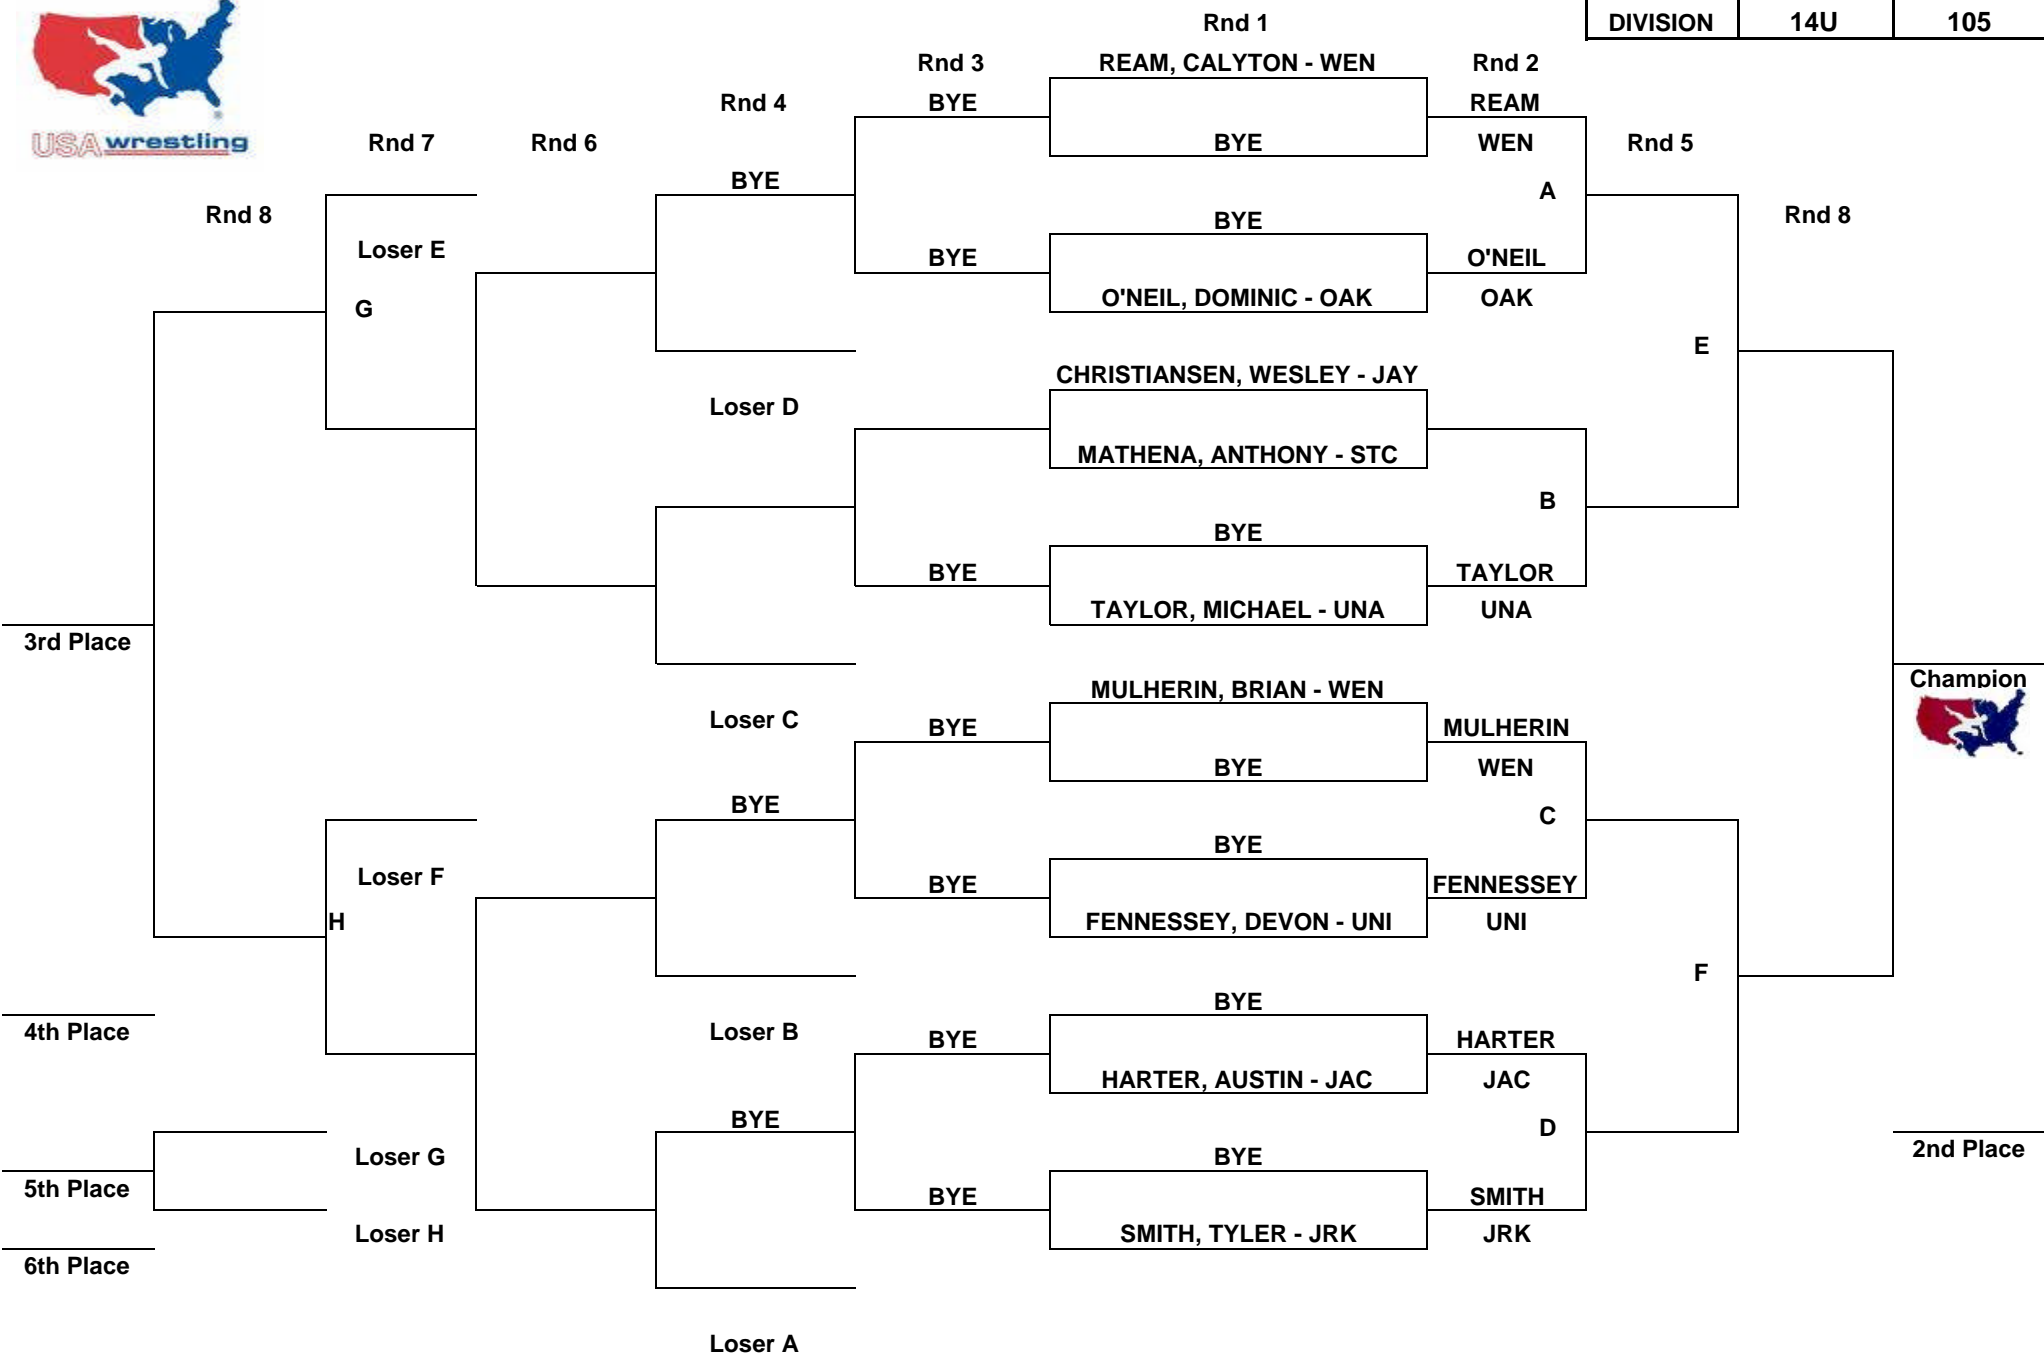 Rnd 1
DIVISION 14U 105
Rnd 3 REAM, CALYTON - WEN Rnd 2
Rnd 4 BYE REAM
USA wrestling Rnd 7 Rnd 6 BYE WEN Rnd 5
BYE
A
Rnd 8 BYE Rnd 8
Loser E BYE O'NEIL
G O'NEIL, DOMINIC - OAK OAK
E
CHRISTIANSEN, WESLEY - JAY
Loser D
MATHENA, ANTHONY - STC
B
BYE
BYE TAYLOR
TAYLOR, MICHAEL - UNA UNA
3rd Place
Champion
MULHERIN, BRIAN - WEN
Loser C BYE MULHERIN
BYE WEN
BYE
C
BYE
Loser F BYE FENNESSEY
H FENNESSEY, DEVON - UNI UNI
F
BYE
4th Place Loser B BYE HARTER
HARTER, AUSTIN - JAC JAC
BYE
D
Loser G BYE 2nd Place
5th Place BYE SMITH
Loser H SMITH, TYLER - JRK JRK
6th Place
Loser A